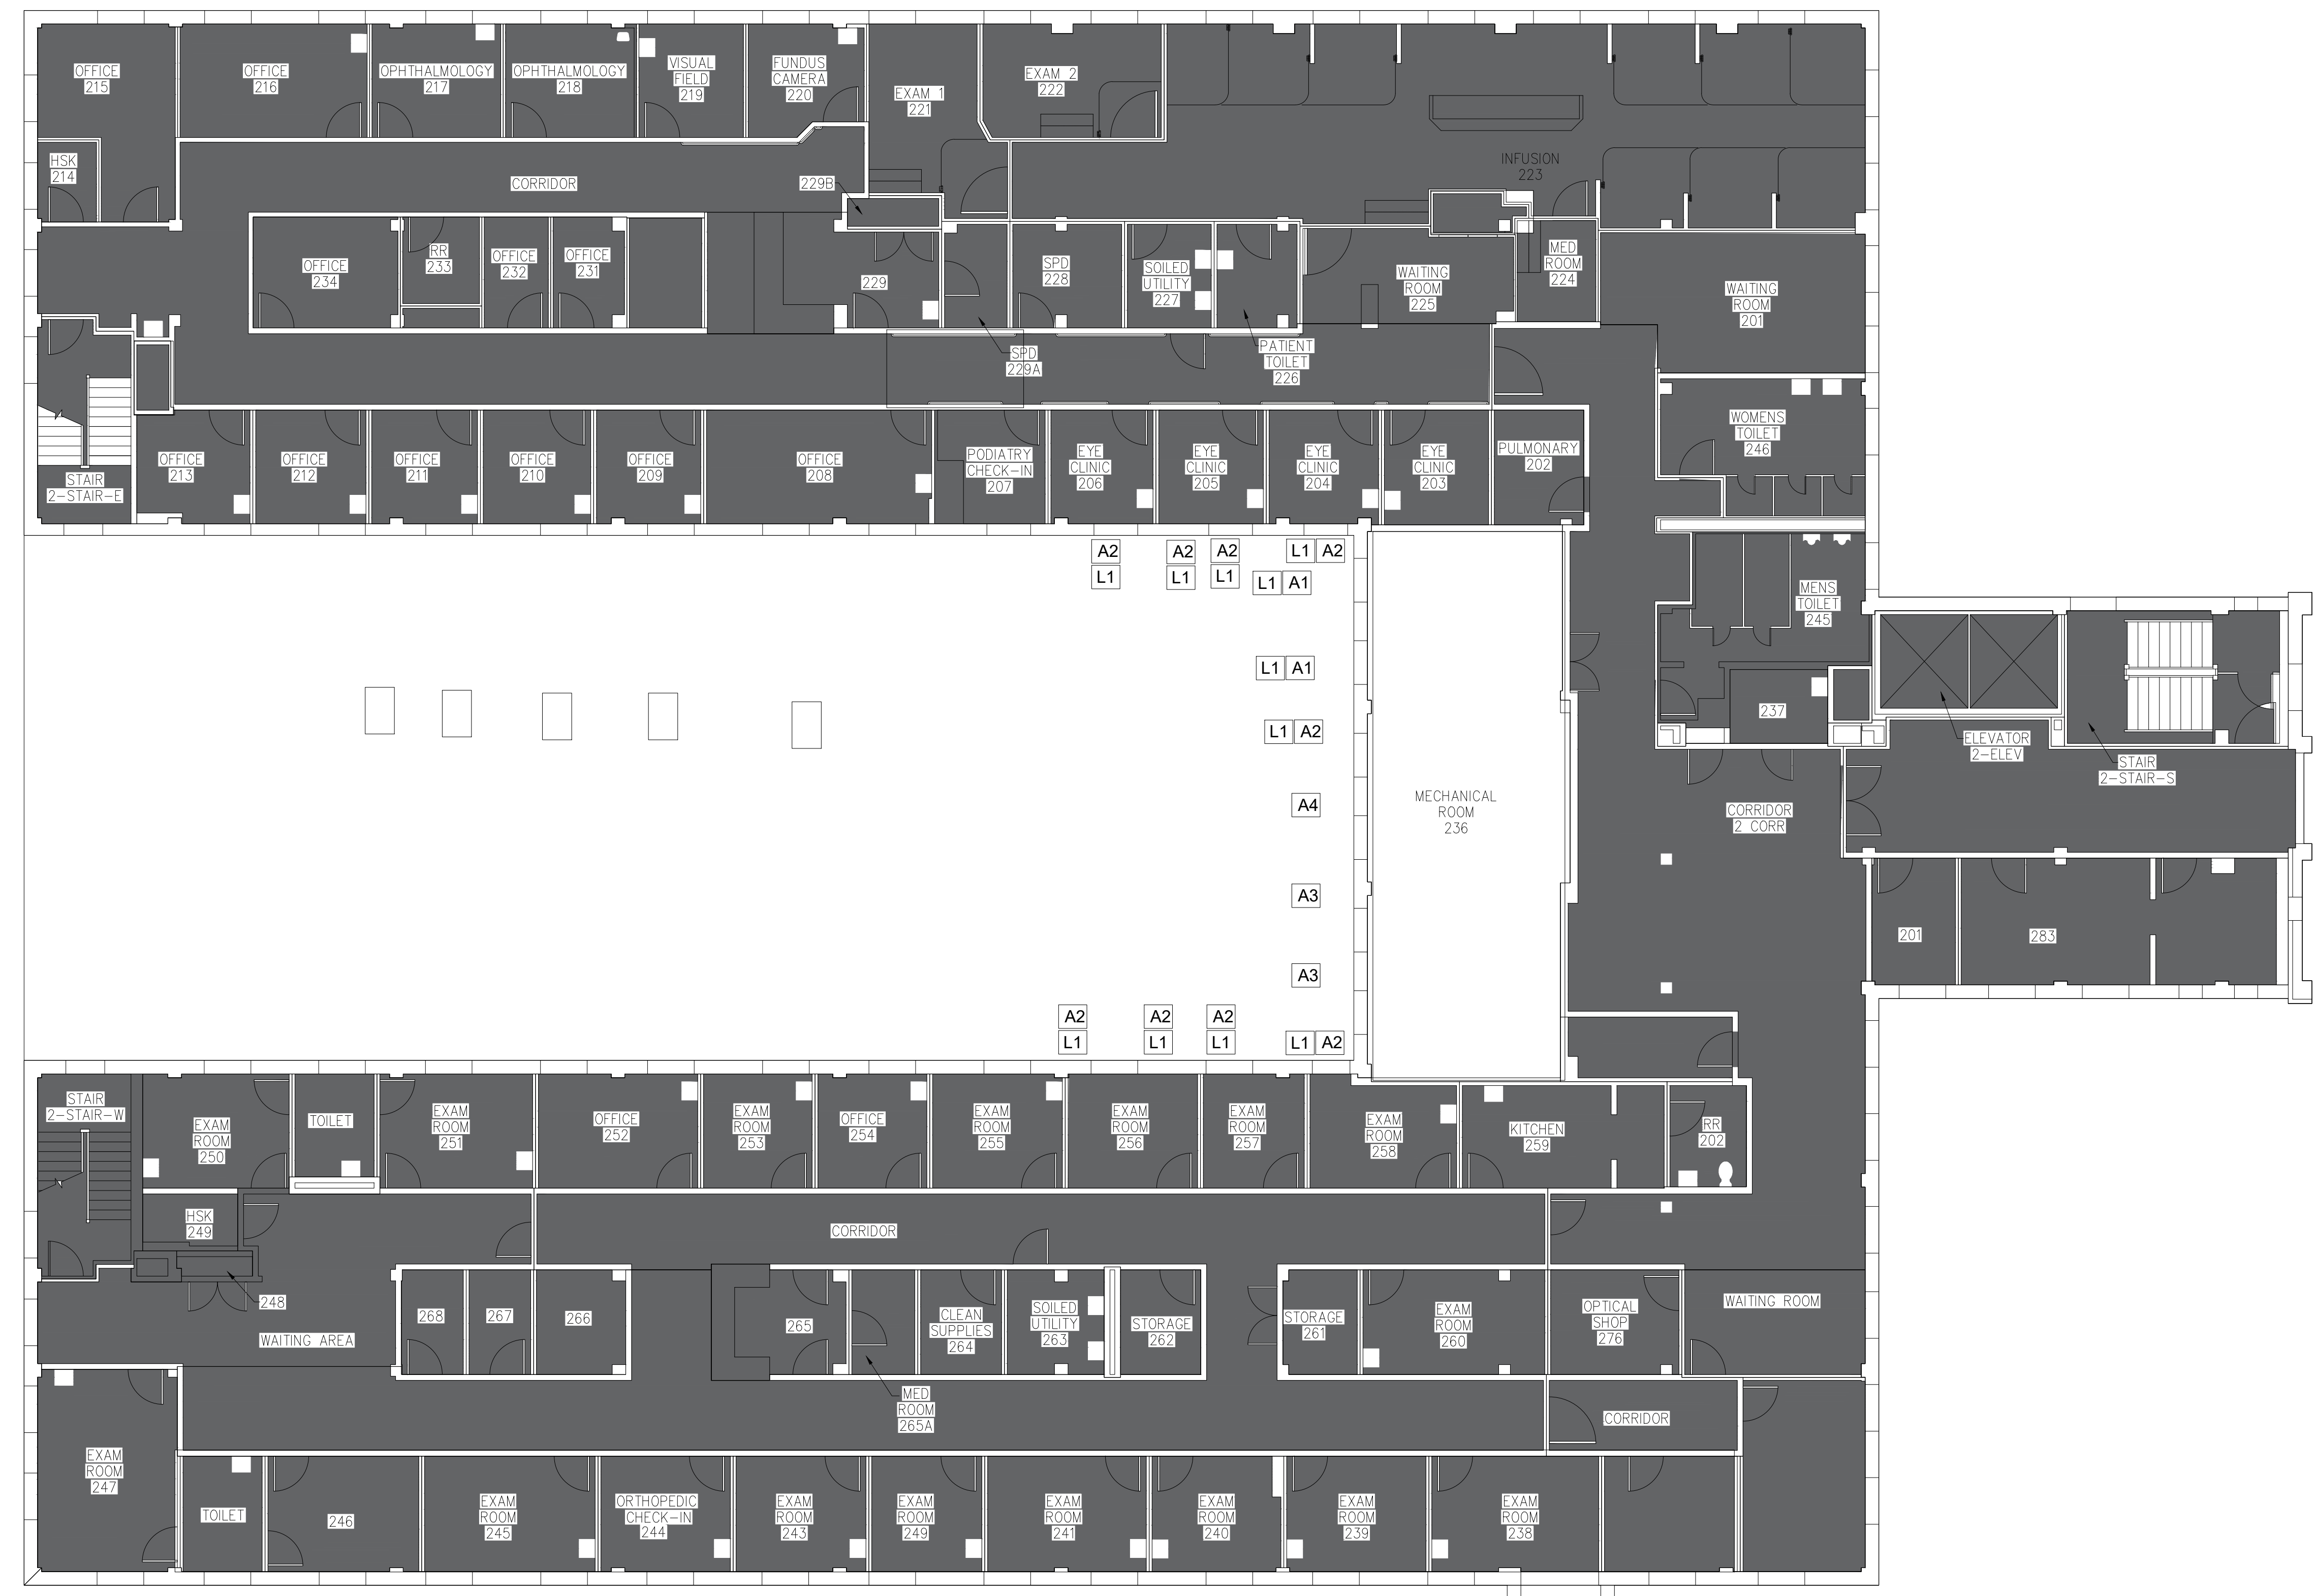 OFFICE
215
OFFICE
216
OPHTHALMOLOGY
217
OPHTHALMOLOGY
218
VISUAL
FIELD
219
FUNDUS
CAMERA
220
EXAM 1
221
EXAM 2
222
INFUSION
223
HSK
214
CORRIDOR
229B
OFFICE
234
RR
233
OFFICE
232
OFFICE
231
229
SPD
228
SOILED
UTILITY
227
WAITING
ROOM
225
MED
ROOM
224
WAITING
ROOM
201
SPD
229A
PATIENT
TOILET
226
STAIR
2-STAIR-E
OFFICE
213
OFFICE
212
OFFICE
211
OFFICE
210
OFFICE
209
OFFICE
208
PODIATRY
CHECK-IN
207
EYE
CLINIC
206
EYE
CLINIC
205
EYE
CLINIC
204
EYE
CLINIC
203
PULMONARY
202
WOMENS
TOILET
246
A2
L1
A2
L1
A2
L1
L1 A2
L1 A1
L1 A1
L1 A2
A4
A3
A3
A2
L1
A2
L1
A2
L1
L1 A2
MECHANICAL
ROOM
236
MENS
TOILET
245
237
ELEVATOR
2-ELEV
STAIR
2-STAIR-S
CORRIDOR
2 CORR
201
283
STAIR
2-STAIR-W
EXAM
ROOM
250
TOILET
EXAM
ROOM
251
OFFICE
252
EXAM
ROOM
253
OFFICE
254
EXAM
ROOM
255
EXAM
ROOM
256
EXAM
ROOM
257
EXAM
ROOM
258
KITCHEN
259
RR
202
HSK
249
CORRIDOR
248
WAITING AREA
268
267
266
265
CLEAN
SUPPLIES
264
SOILED
UTILITY
263
STORAGE
262
STORAGE
261
EXAM
ROOM
260
OPTICAL
SHOP
276
WAITING ROOM
MED
ROOM
265A
CORRIDOR
EXAM
ROOM
247
TOILET
246
EXAM
ROOM
245
ORTHOPEDIC
CHECK-IN
244
EXAM
ROOM
243
EXAM
ROOM
249
EXAM
ROOM
241
EXAM
ROOM
240
EXAM
ROOM
239
EXAM
ROOM
238